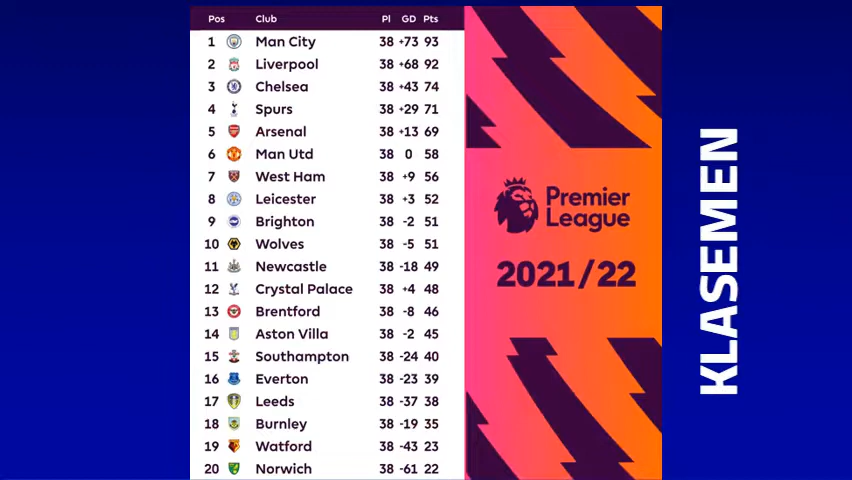 Pos Club Pl GD Pts
1 Man City 38 +73 93
2 Liverpool 38 +68 92
3 Chelsea 38 +43 74
4 Spurs 38 +29 71
5 Arsenal 38 +13 69
6 Man Utd 38 0 58
7 West Ham 38 +9 56
8 Leicester 38 +3 52
9 Brighton 38 -2 51
10 Wolves 38 -5 51
11 Newcastle 38 -18 49
12 Crystal Palace 38 +4 48
13 Brentford 38 -8 46
14 Aston Villa 38 -2 45
15 Southampton 38 -24 40
16 Everton 38 -23 39
17 Leeds 38 -37 38
18 Burnley 38 -19 35
19 Watford 38 -43 23
20 Norwich 38 -61 22
Premier
League
2021/22
KLASEMEN